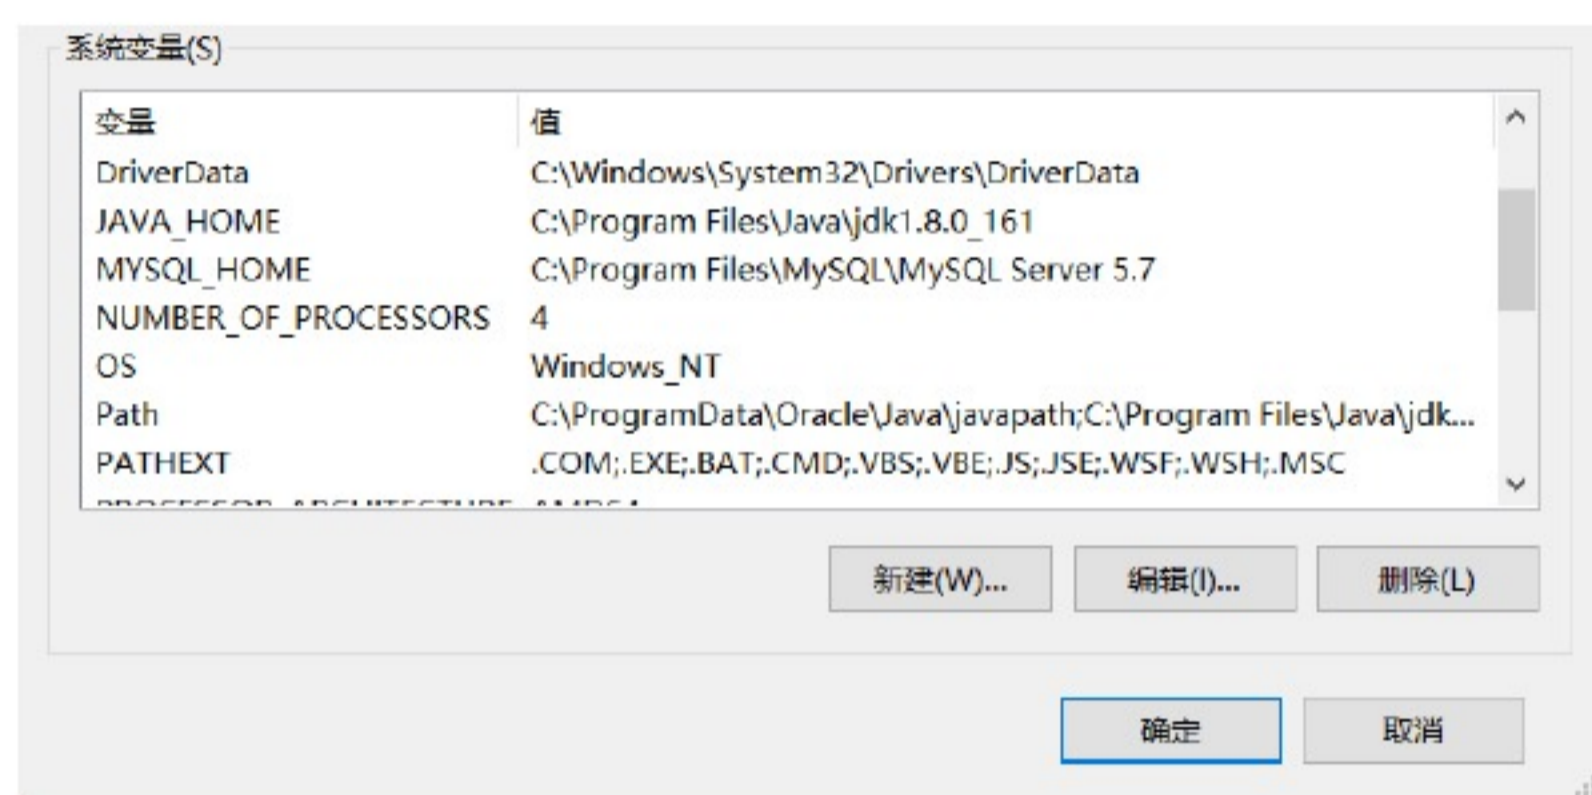 系统变量(S)
变量 值
DriverData C:\Windows\System32\Drivers\DriverData
JAVA_HOME C:\Program Files\Java\jdk1.8.0_161
MYSQL_HOME C:\Program Files\MySQL\MySQL Server 5.7
NUMBER_OF_PROCESSORS 4
OS Windows_NT
Path C:\ProgramData\Oracle\Java\javapath;C:\Program Files\Java\jdk...
PATHEXT .COM;.EXE;.BAT;.CMD;.VBS;.VBE;.JS;.JSE;.WSF;.WSH;.MSC
新建(W)... 编辑(I)... 删除(L)
确定 取消